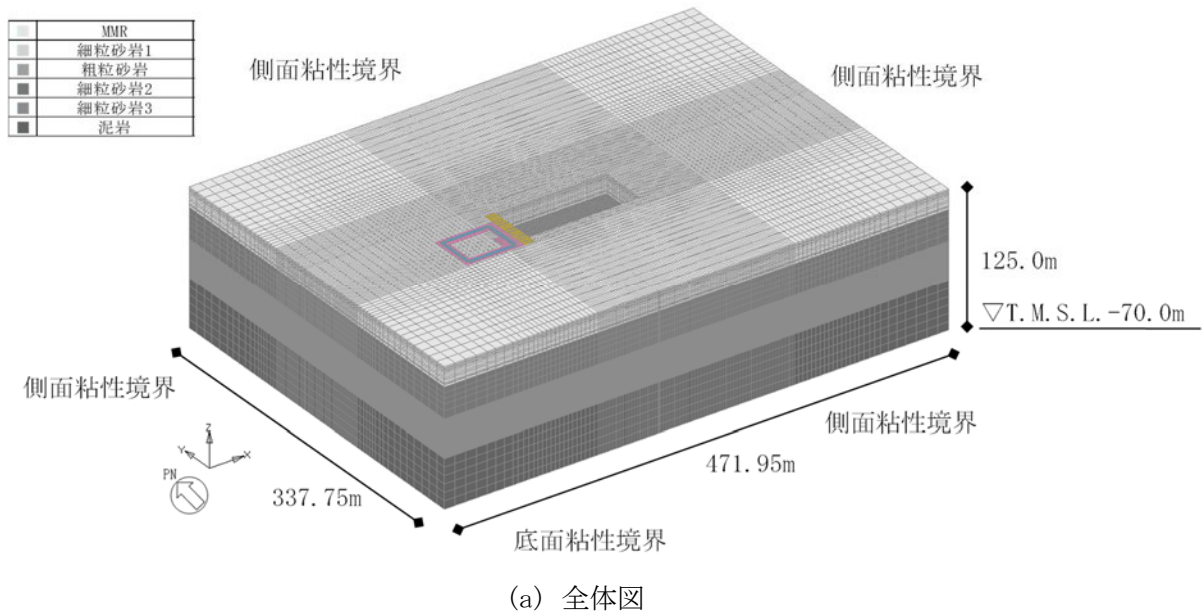 MMR
細粒砂岩1
粗粒砂岩
細粒砂岩2
細粒砂岩3
泥岩
側面粘性境界
側面粘性境界
125.0m
▽T.M.S.L.-70.0m
側面粘性境界
側面粘性境界
471.95m
337.75m
Z
Y
X
PN
底面粘性境界
(a) 全体図